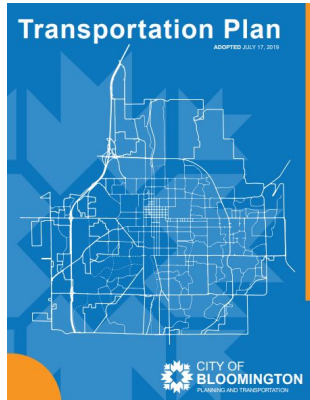 Transportation Plan
ADOPTED JULY 17, 2019
CITY OF
BLOOMINGTON
PLANNING AND TRANSPORTATION